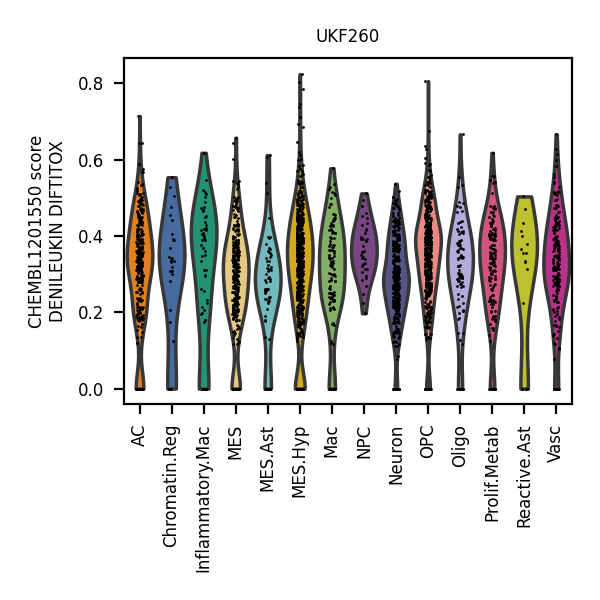 UKF260
CHEMBL1201550 score
DENILEUKIN DIFTITOX
0.8
0.6
0.4
0.2
0.0
AC
Chromatin.Reg
Inflammatory.Mac
MES
MES.Ast
MES.Hyp
Mac
NPC
Neuron
OPC
Oligo
Prolif.Metab
Reactive.Ast
Vasc